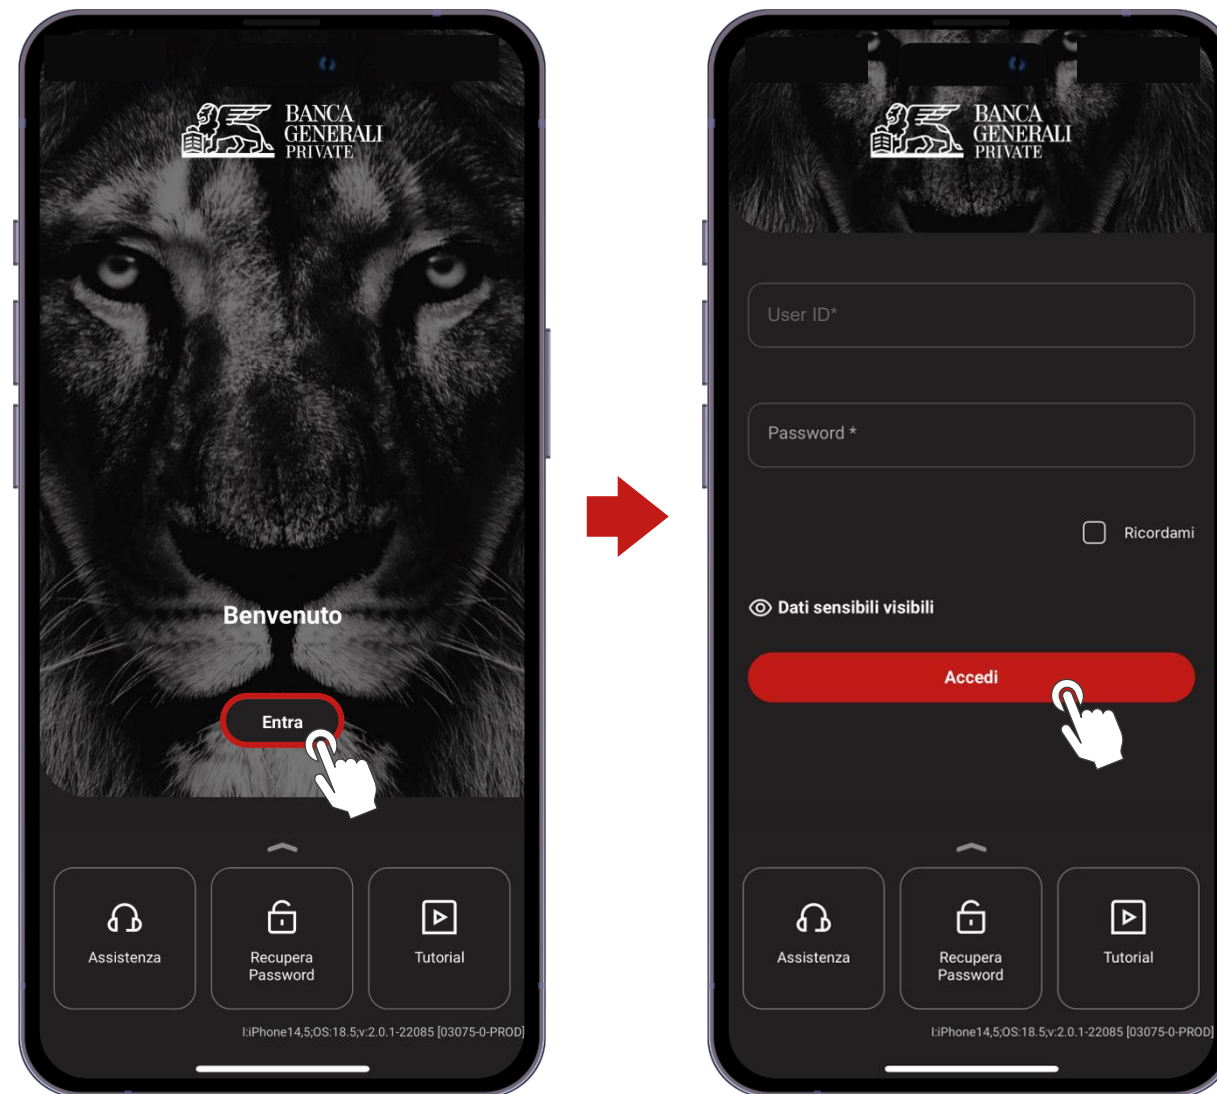 BANCA
GENERALI
PRIVATE
Benvenuto
Entra
Assistenza
Recupera
Password
Tutorial
I:iPhone14,5;OS:18.5;v:2.0.1-22085 [03075-0-PROD]
BANCA
GENERALI
PRIVATE
User ID*
Password *
Ricordami
Dati sensibili visibili
Accedi
Assistenza
Recupera
Password
Tutorial
I:iPhone14,5;OS:18.5;v:2.0.1-22085 [03075-0-PROD]